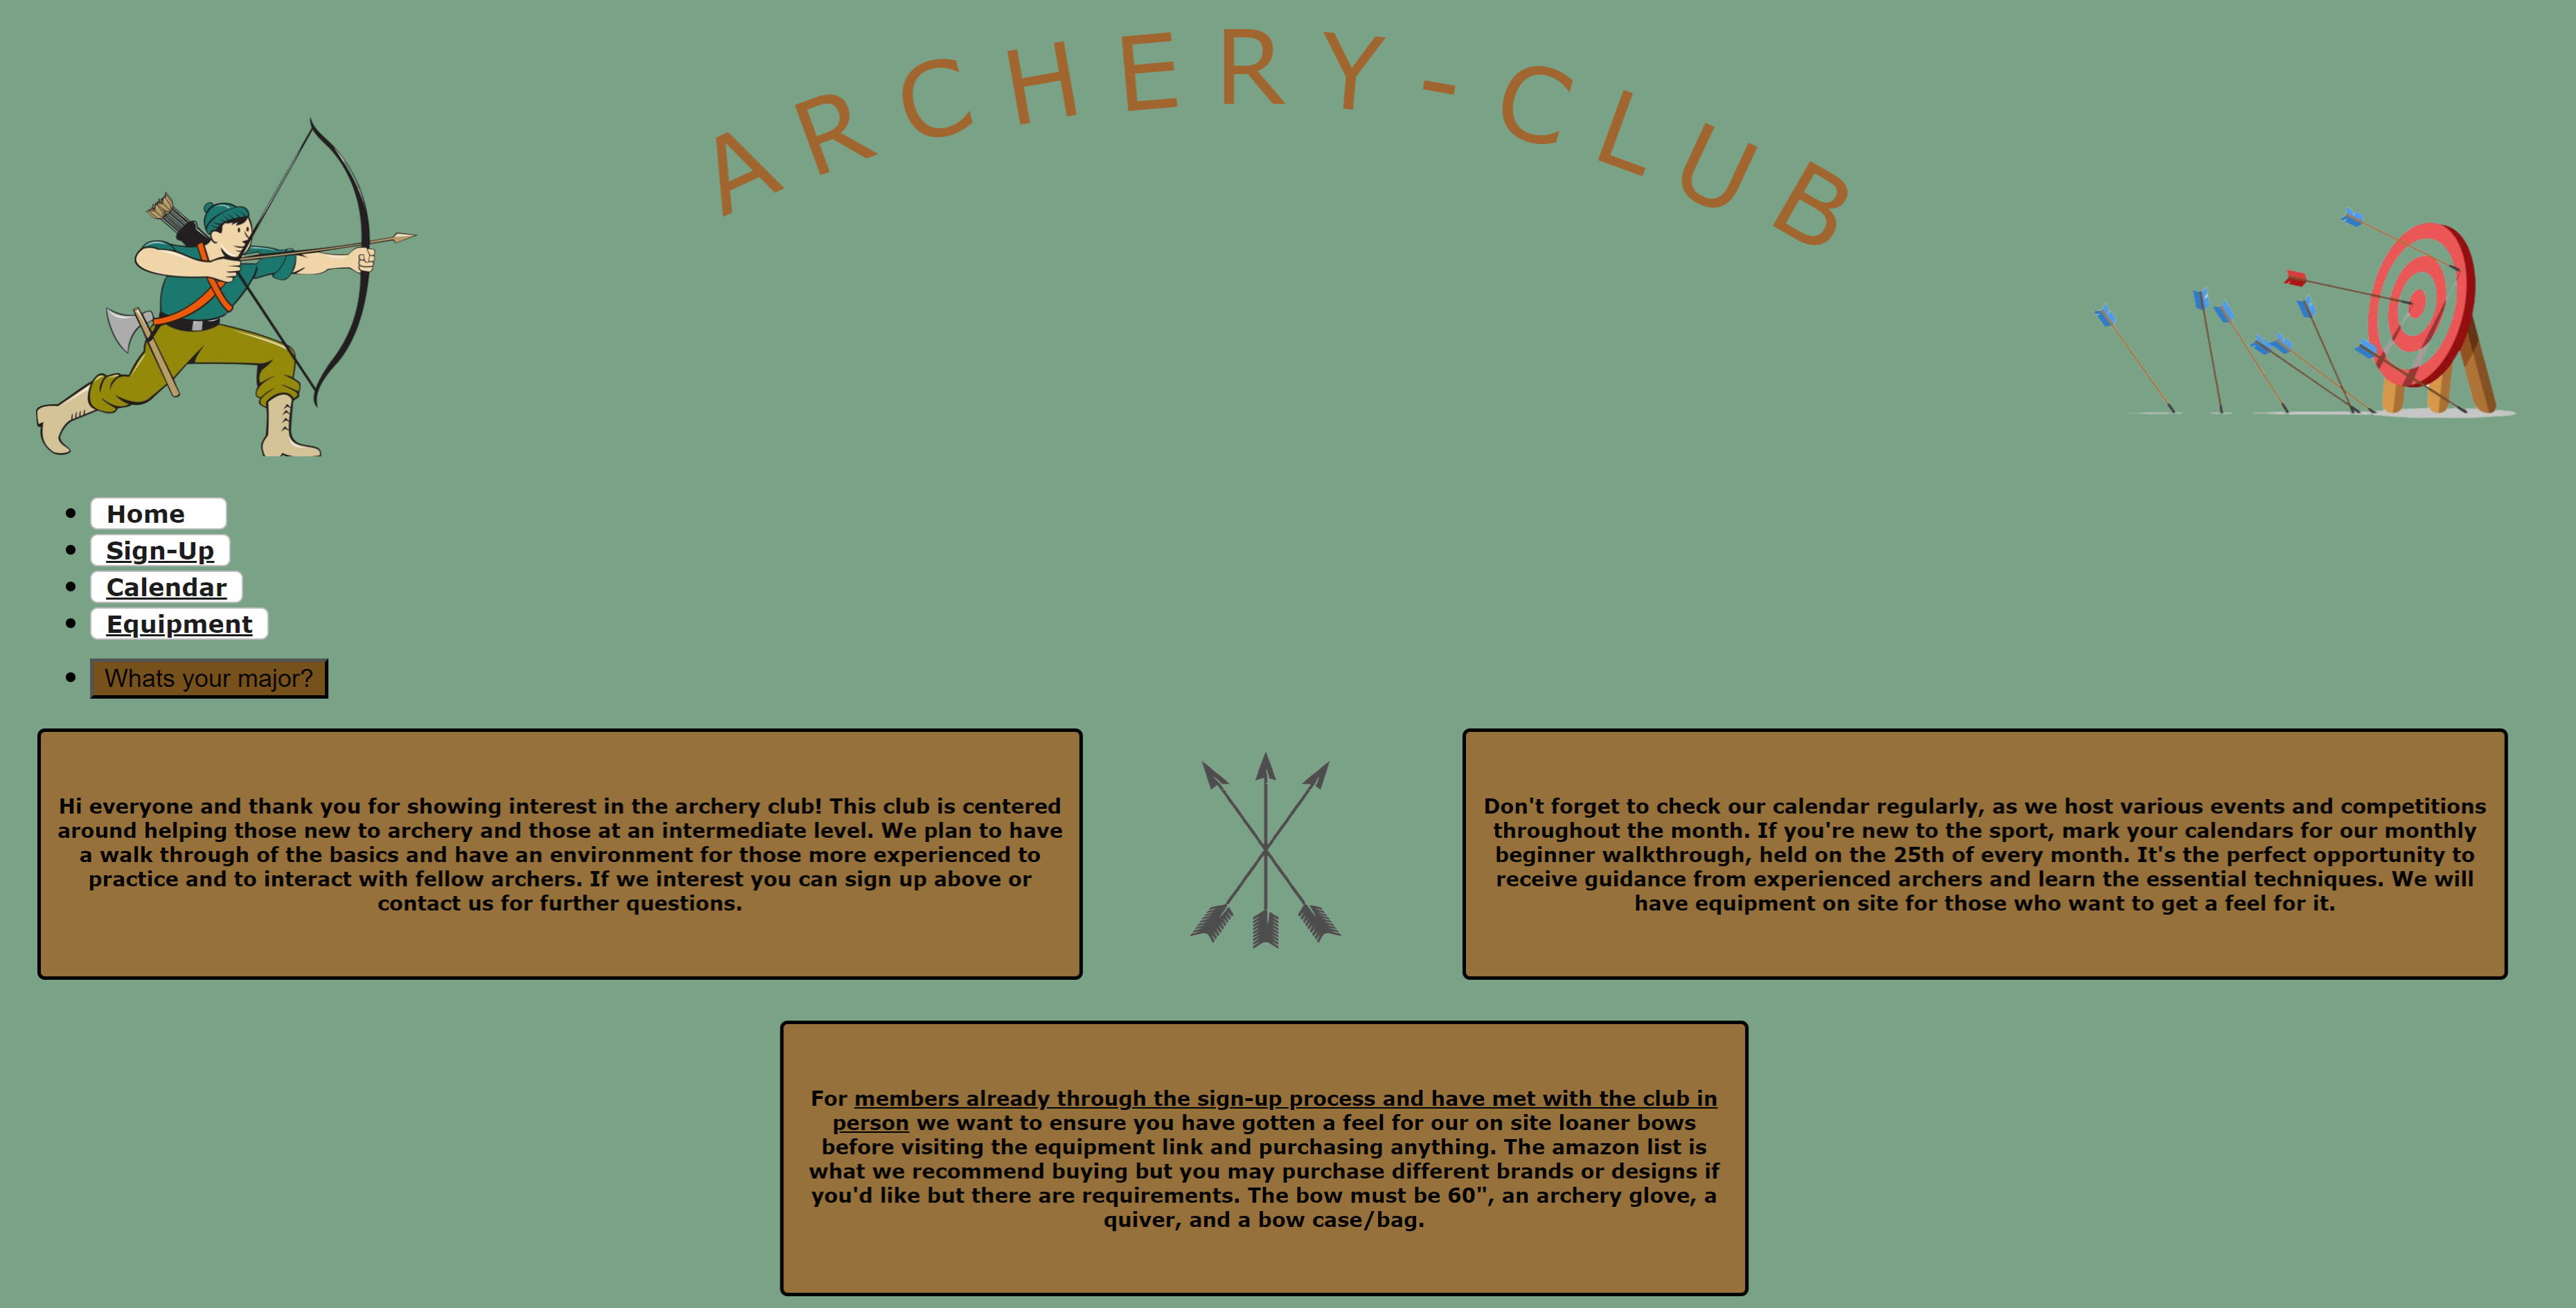 ARCHERY-CLUB
Home
Sign-Up
Calendar
Equipment
Whats your major?
Hi everyone and thank you for showing interest in the archery club! This club is centered
around helping those new to archery and those at an intermediate level. We plan to have
a walk through of the basics and have an environment for those more experienced to
practice and to interact with fellow archers. If we interest you can sign up above or
contact us for further questions.
Don't forget to check our calendar regularly, as we host various events and competitions
throughout the month. If you're new to the sport, mark your calendars for our monthly
beginner walkthrough, held on the 25th of every month. It's the perfect opportunity to
receive guidance from experienced archers and learn the essential techniques. We will
have equipment on site for those who want to get a feel for it.
For members already through the sign-up process and have met with the club in
person we want to ensure you have gotten a feel for our on site loaner bows
before visiting the equipment link and purchasing anything. The amazon list is
what we recommend buying but you may purchase different brands or designs if
you'd like but there are requirements. The bow must be 60", an archery glove, a
quiver, and a bow case/bag.